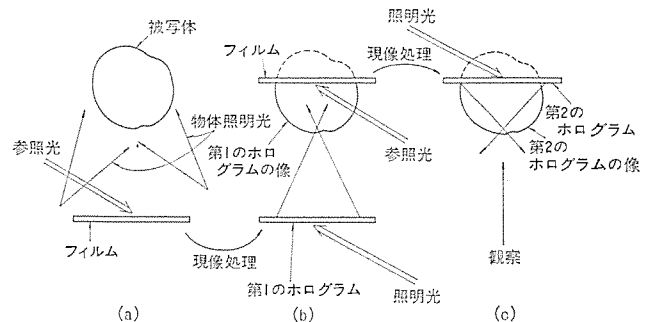 被写体
物体照明光
参照光
フィルム
現像処理
(a)
フィルム
現像処理
第1のホロ
グラムの像
参照光
第1のホログラム
照明光
(b)
照明光
第2の
ホログラム
第2の
ホログラムの像
観察
(c)